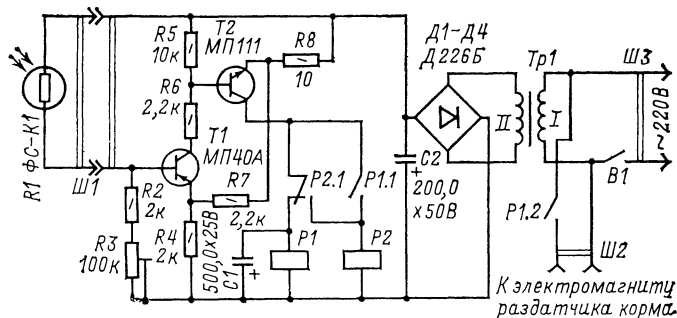 R5
10к
T2
МП111
R8
10
Д1-Д4
Д226Б
Тр1
Ш3
~220В
R6
2,2к
R1 ФС-К1
Ш1
T1
МП40А
II
I
C2
+
200,0
×50В
В1
R2
2к
R7
2,2к
P2.1
P1.1
P1.2
R3
100к
R4
2к
500,0×25В
C1
+
P1
P2
Ш2
К электромагниту
раздатчика корма.